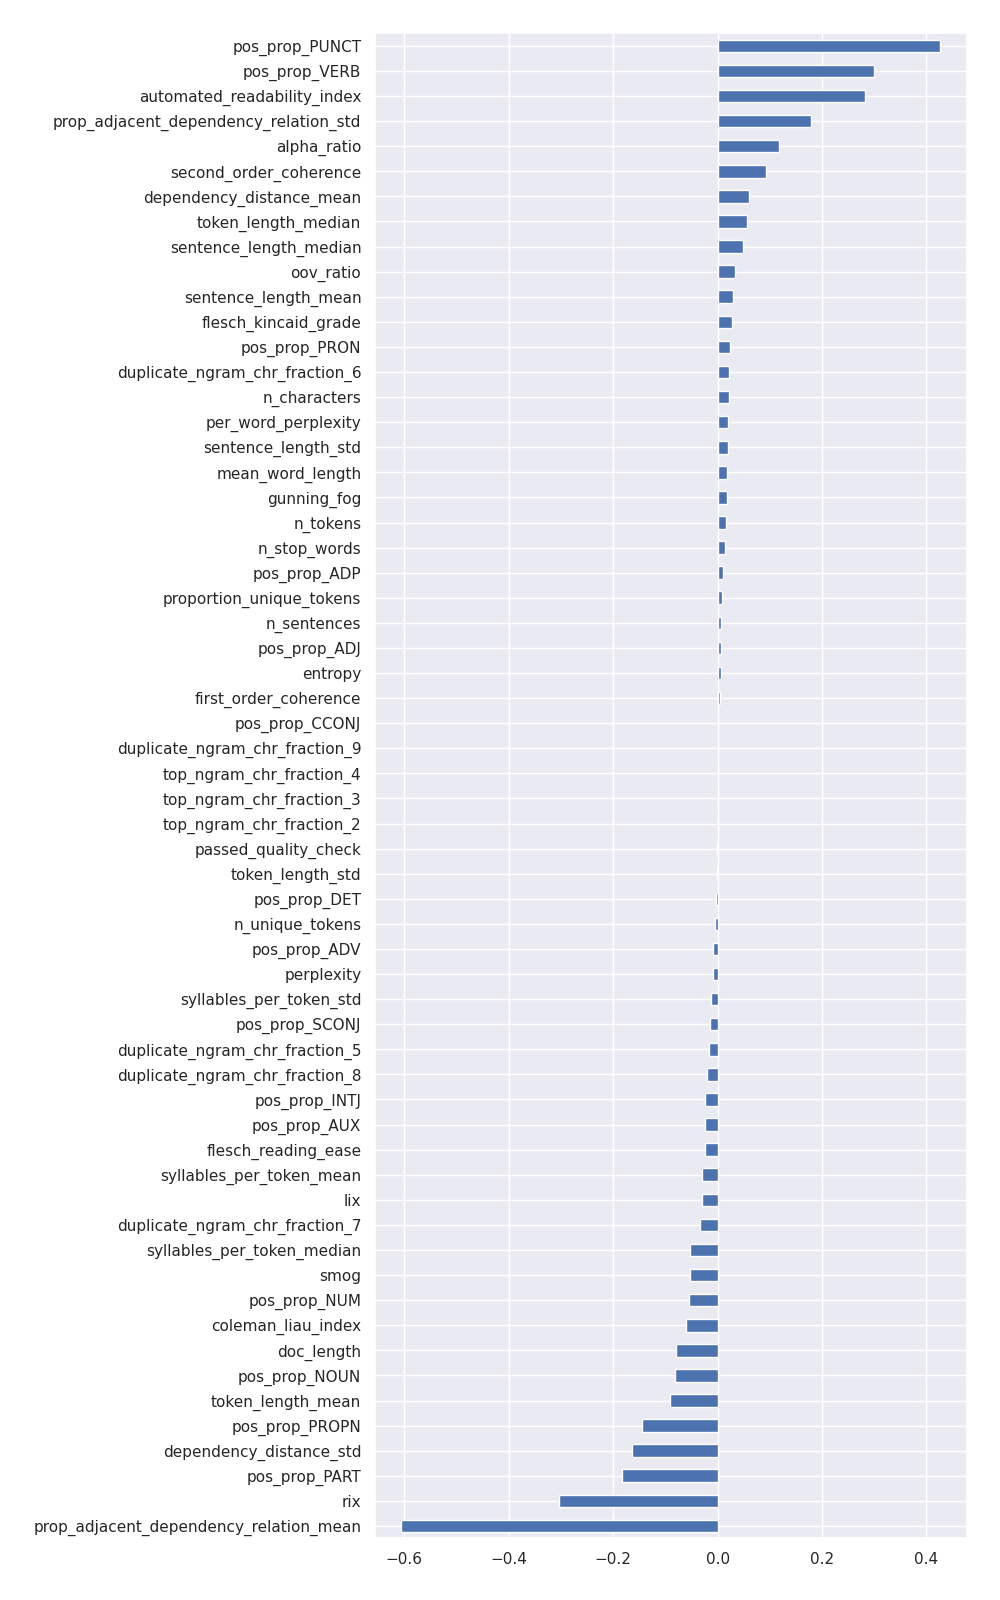 pos_prop_PUNCT
pos_prop_VERB
automated_readability_index
prop_adjacent_dependency_relation_std
alpha_ratio
second_order_coherence
dependency_distance_mean
token_length_median
sentence_length_median
oov_ratio
sentence_length_mean
flesch_kincaid_grade
pos_prop_PRON
duplicate_ngram_chr_fraction_6
n_characters
per_word_perplexity
sentence_length_std
mean_word_length
gunning_fog
n_tokens
n_stop_words
pos_prop_ADP
proportion_unique_tokens
n_sentences
pos_prop_ADJ
entropy
first_order_coherence
pos_prop_CCONJ
duplicate_ngram_chr_fraction_9
top_ngram_chr_fraction_4
top_ngram_chr_fraction_3
top_ngram_chr_fraction_2
passed_quality_check
token_length_std
pos_prop_DET
n_unique_tokens
pos_prop_ADV
perplexity
syllables_per_token_std
pos_prop_SCONJ
duplicate_ngram_chr_fraction_5
duplicate_ngram_chr_fraction_8
pos_prop_INTJ
pos_prop_AUX
flesch_reading_ease
syllables_per_token_mean
lix
duplicate_ngram_chr_fraction_7
syllables_per_token_median
smog
pos_prop_NUM
coleman_liau_index
doc_length
pos_prop_NOUN
token_length_mean
pos_prop_PROPN
dependency_distance_std
pos_prop_PART
rix
prop_adjacent_dependency_relation_mean
−0.6 −0.4 −0.2 0.0 0.2 0.4